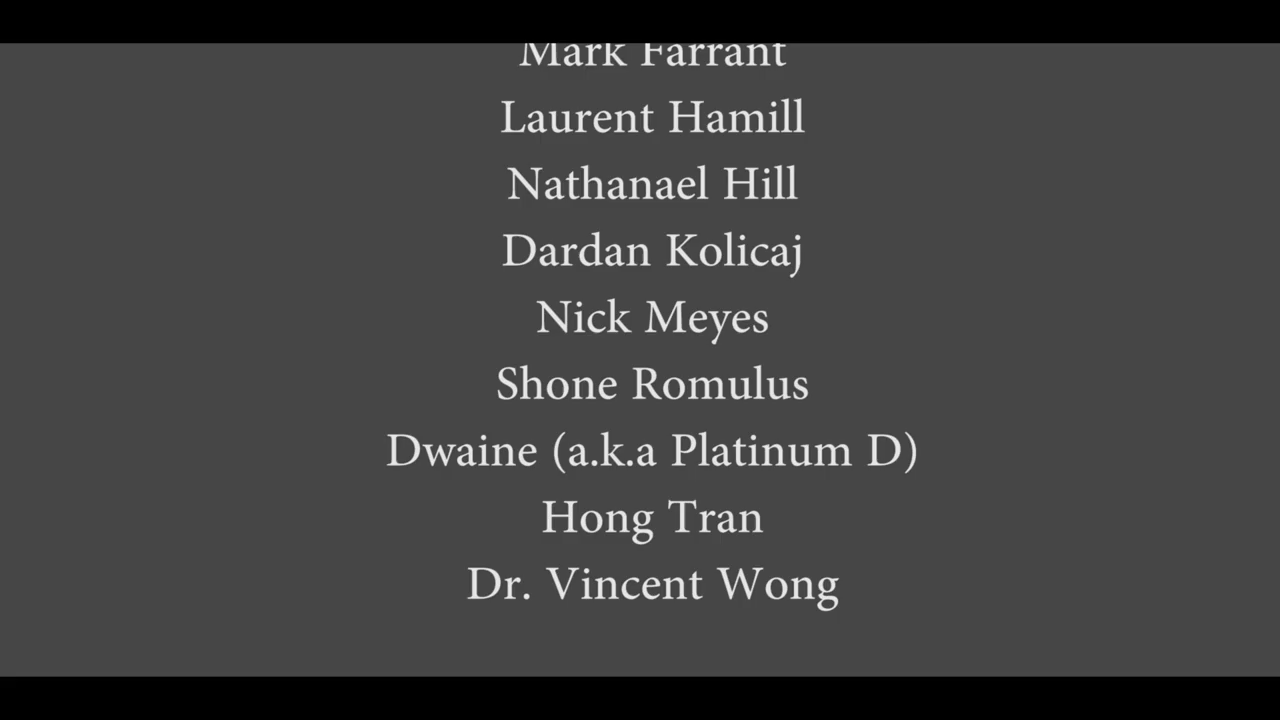 Mark Farrant
Laurent Hamill
Nathanael Hill
Dardan Kolicaj
Nick Meyes
Shone Romulus
Dwaine (a.k.a Platinum D)
Hong Tran
Dr. Vincent Wong